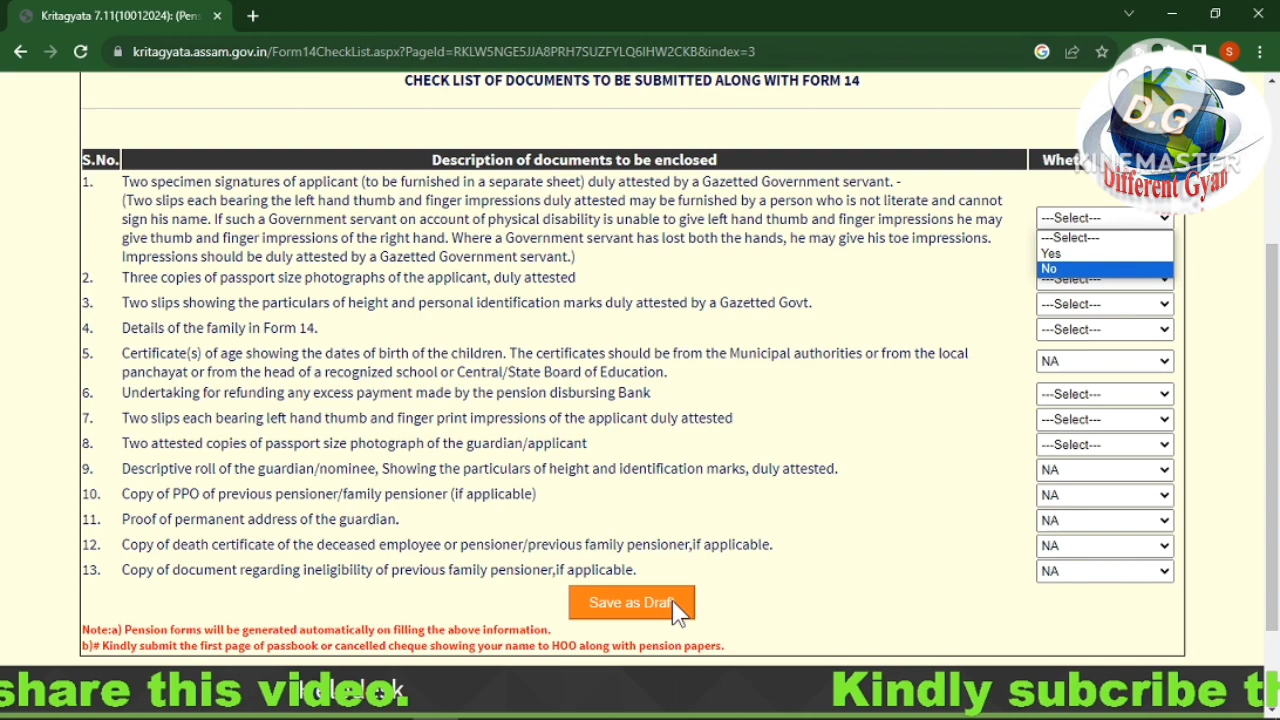 Kritagyata 7.11(10012024): (Pen
kritagyata.assam.gov.in/Form14CheckList.aspx?PageId=RKLW5NGE5JJA8PRH7SUZFYLQ6IHW2CKB&index=3
S
CHECK LIST OF DOCUMENTS TO BE SUBMITTED ALONG WITH FORM 14
K
D.G
KINEMASTER
Different Gyan
S.No. Description of documents to be enclosed
1. Two specimen signatures of applicant (to be furnished in a separate sheet) duly attested by a Gazetted Government servant. -
(Two slips each bearing the left hand thumb and finger impressions duly attested may be furnished by a person who is not literate and cannot
sign his name. If such a Government servant on account of physical disability is unable to give left hand thumb and finger impressions he may
give thumb and finger impressions of the right hand. Where a Government servant has lost both the hands, he may give his toe impressions.
Impressions should be duly attested by a Gazetted Government servant.)
---Select---
---Select---
Yes
No
2. Three copies of passport size photographs of the applicant, duly attested ---Select---
3. Two slips showing the particulars of height and personal identification marks duly attested by a Gazetted Govt. ---Select---
4. Details of the family in Form 14. ---Select---
5. Certificate(s) of age showing the dates of birth of the children. The certificates should be from the Municipal authorities or from the local
panchayat or from the head of a recognized school or Central/State Board of Education. NA
6. Undertaking for refunding any excess payment made by the pension disbursing Bank ---Select---
7. Two slips each bearing left hand thumb and finger print impressions of the applicant duly attested ---Select---
8. Two attested copies of passport size photograph of the guardian/applicant ---Select---
9. Descriptive roll of the guardian/nominee, Showing the particulars of height and identification marks, duly attested. NA
10. Copy of PPO of previous pensioner/family pensioner (if applicable) NA
11. Proof of permanent address of the guardian. NA
12. Copy of death certificate of the deceased employee or pensioner/previous family pensioner,if applicable. NA
13. Copy of document regarding ineligibility of previous family pensioner,if applicable. NA
Save as Draft
Note:a) Pension forms will be generated automatically on filling the above information.
b)# Kindly submit the first page of passbook or cancelled cheque showing your name to HOO along with pension papers.
share this video. Kindly subcribe th